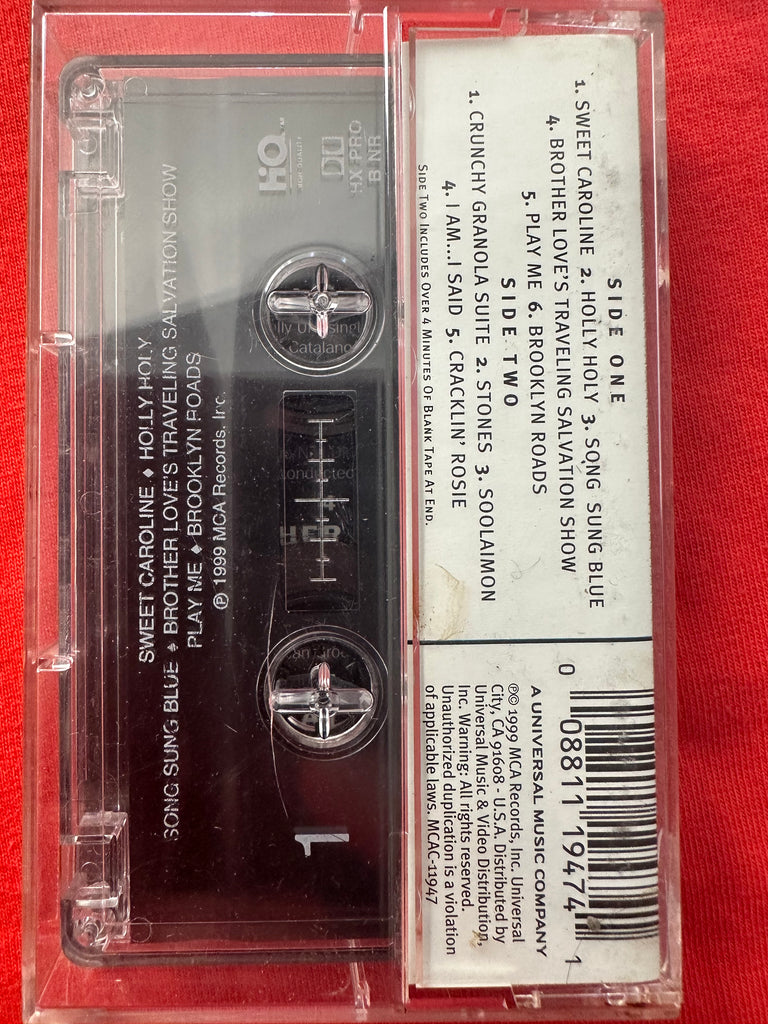 SIDE ONE
1. SWEET CAROLINE 2. HOLLY HOLY 3. SONG SUNG BLUE
4. BROTHER LOVE'S TRAVELING SALVATION SHOW
5. PLAY ME 6. BROOKLYN ROADS
SIDE TWO
1. CRUNCHY GRANOLA SUITE 2. STONES 3. SOOLAIMON
4. I AM...I SAID 5. CRACKLIN' ROSIE
SIDE TWO INCLUDES OVER 4 MINUTES OF BLANK TAPE AT END.
0 08811 19474 1
A UNIVERSAL MUSIC COMPANY
℗© 1999 MCA Records, Inc. Universal
City, CA 91608 - U.S.A. Distributed by
Universal Music & Video Distribution,
Inc. Warning: All rights reserved.
Unauthorized duplication is a violation
of applicable laws. MCAC-11947
HiQ
HX PRO
B NR
1
SWEET CAROLINE ♦ HOLLY HOLY
SONG SUNG BLUE ♦ BROTHER LOVE'S TRAVELING SALVATION SHOW
PLAY ME ♦ BROOKLYN ROADS
℗ 1999 MCA Records, Inc.